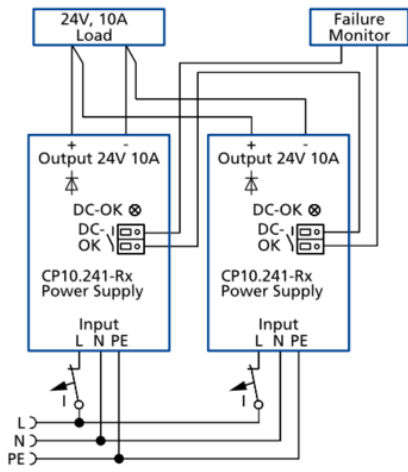 24V, 10A
Load
Failure
Monitor
+ -
Output 24V 10A
DC-OK
DC-
OK
CP10.241-Rx
Power Supply
Input
L N PE
I
+ -
Output 24V 10A
DC-OK
DC-
OK
CP10.241-Rx
Power Supply
Input
L N PE
I
L
N
PE